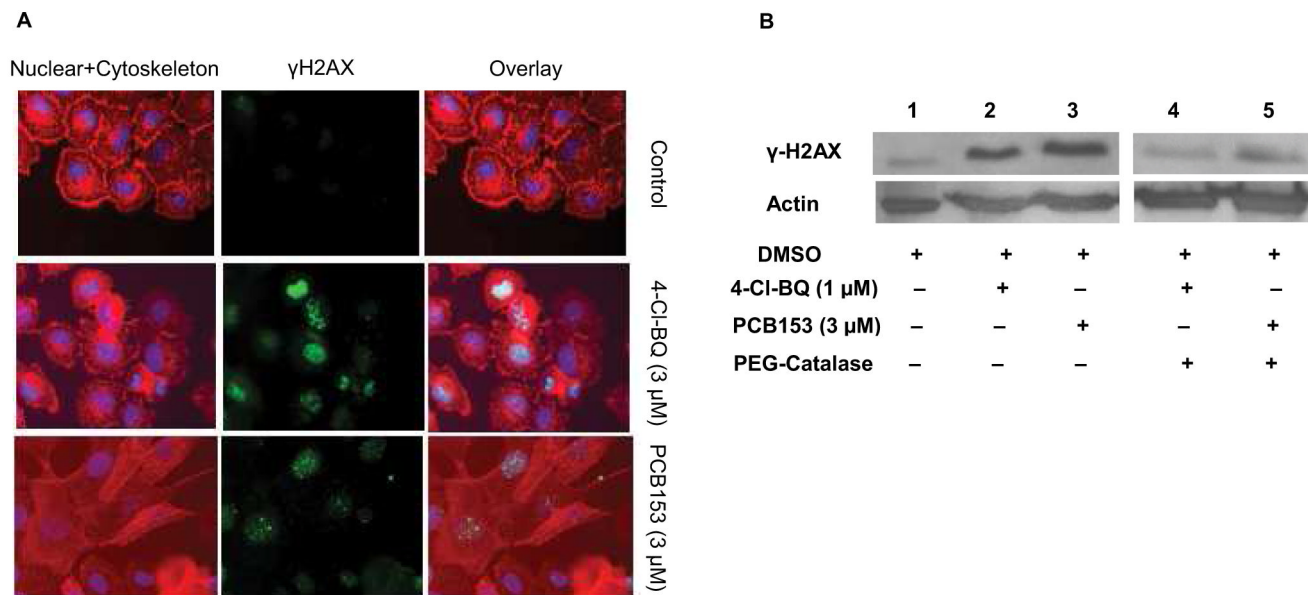 A
Nuclear+Cytoskeleton γH2AX Overlay
Control
4-Cl-BQ (3 µM)
PCB153 (3 µM)
B
1 2 3 4 5
γ-H2AX
Actin
DMSO + + + + +
4-Cl-BQ (1 µM) – + – + –
PCB153 (3 µM) – – + – +
PEG-Catalase – – – + +